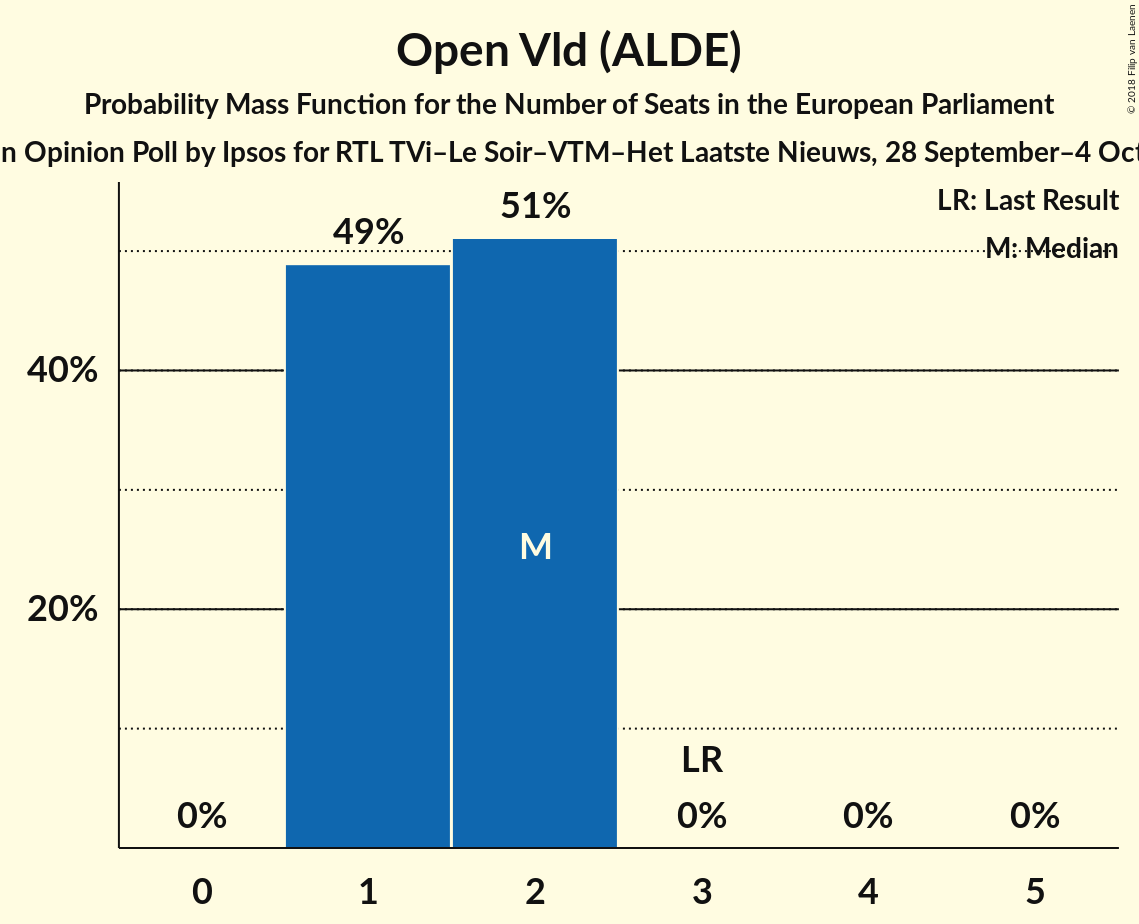 Open Vld (ALDE)
Probability Mass Function for the Number of Seats in the European Parliament
n Opinion Poll by Ipsos for RTL TVi–Le Soir–VTM–Het Laatste Nieuws, 28 September–4 Oct
© 2018 Filip van Laenen
LR: Last Result
M: Median
49%
51%
40%
20%
M
LR
0%
0%
0%
0%
0
1
2
3
4
5